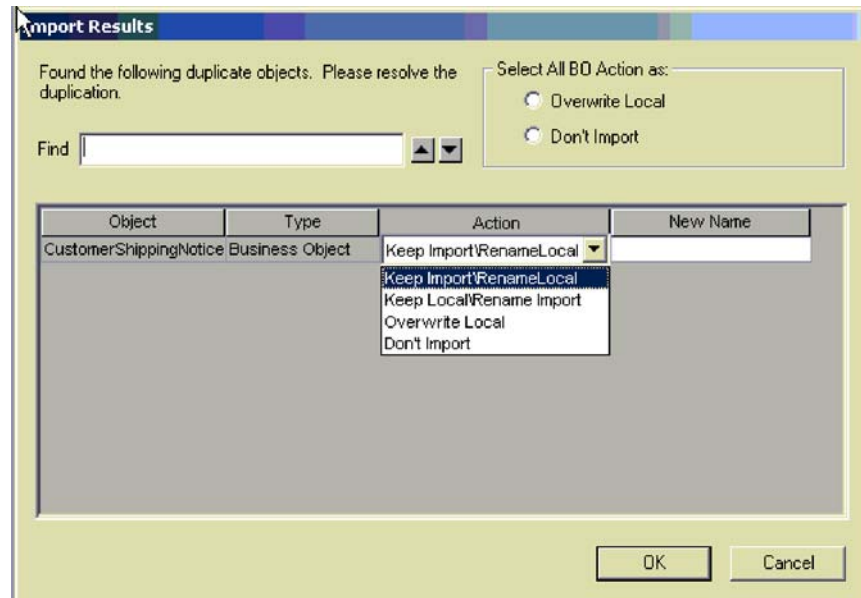 Import Results
Found the following duplicate objects. Please resolve the
duplication.
Select All BO Action as:
Overwrite Local
Don't Import
Find
Object Type Action New Name
CustomerShippingNotice Business Object Keep Import\RenameLocal
Keep Import\RenameLocal
Keep Local\Rename Import
Overwrite Local
Don't Import
OK Cancel